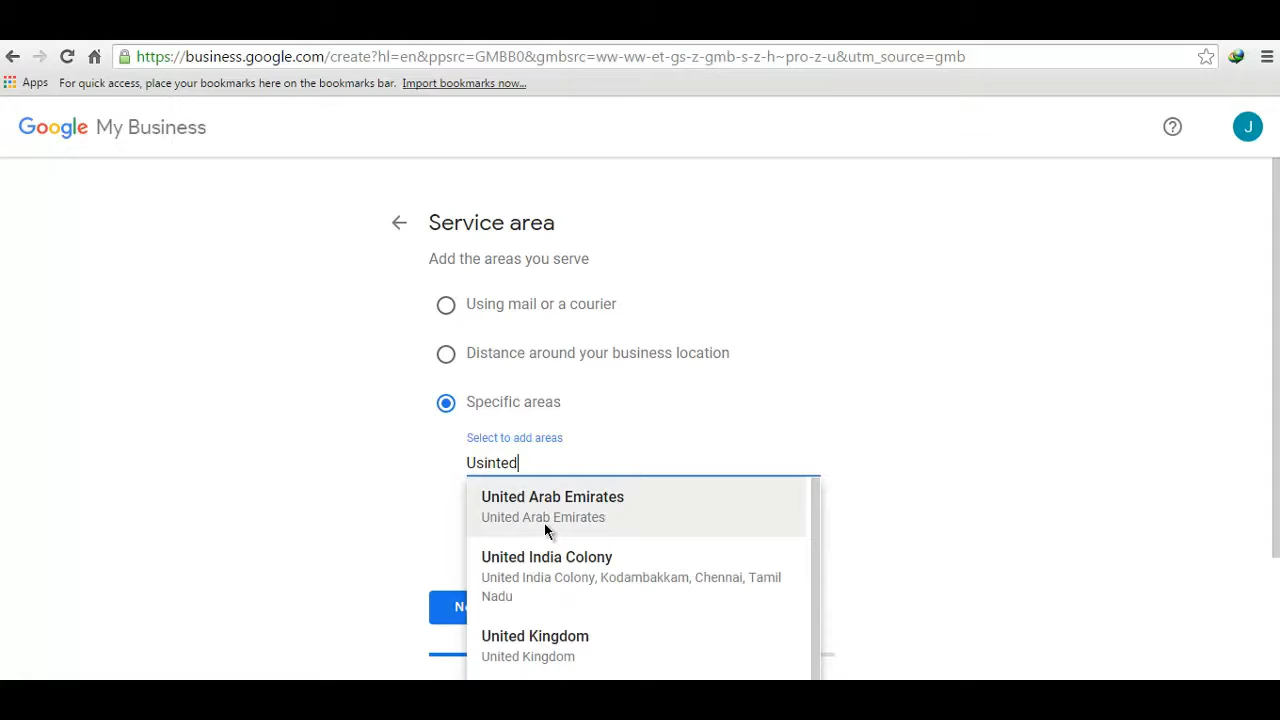 https://business.google.com/create?hl=en&ppsrc=GMBB0&gmbsrc=ww-ww-et-gs-z-gmb-s-z-h~pro-z-u&utm_source=gmb
Apps For quick access, place your bookmarks here on the bookmarks bar. Import bookmarks now...
Google My Business
J
Service area
Add the areas you serve
Using mail or a courier
Distance around your business location
Specific areas
Select to add areas
Usinted
United Arab Emirates
United Arab Emirates
United India Colony
United India Colony, Kodambakkam, Chennai, Tamil
Nadu
United Kingdom
United Kingdom